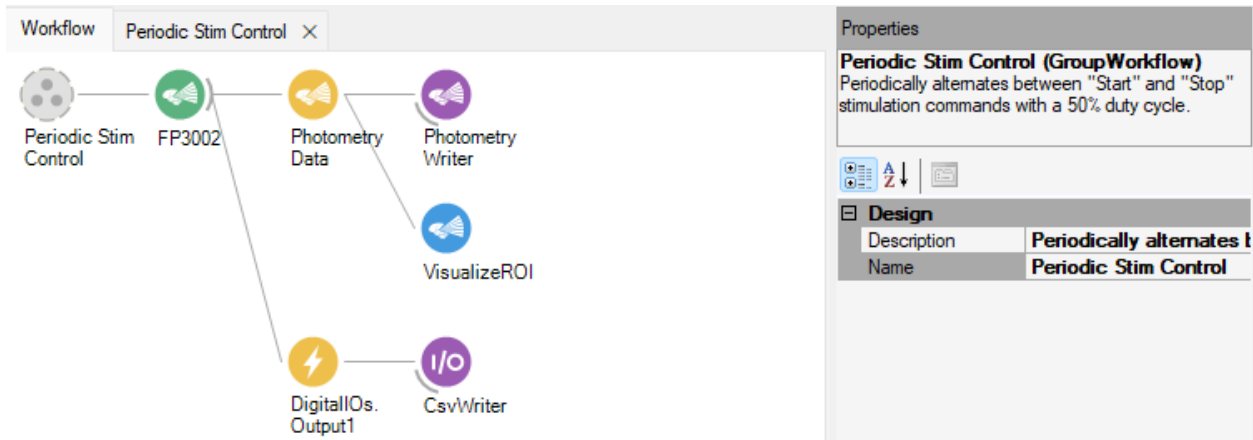 Workflow
Periodic Stim Control ×
Periodic Stim
Control
FP3002
Photometry
Data
Photometry
Writer
VisualizeROI
DigitalIOs.
Output1
I/O
CsvWriter
Properties
Periodic Stim Control (GroupWorkflow)
Periodically alternates between "Start" and "Stop"
stimulation commands with a 50% duty cycle.
A
Z
Design
Description Periodically alternates b
Name Periodic Stim Control